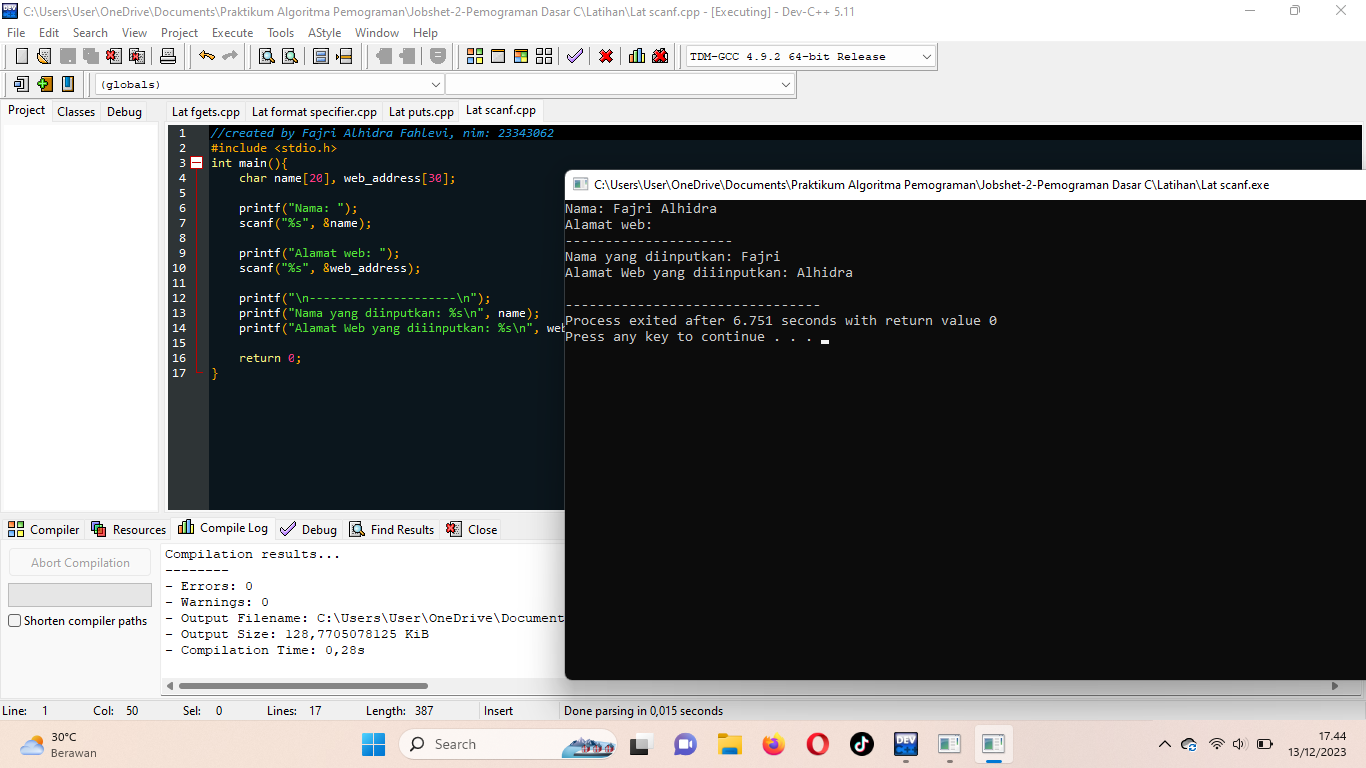 C:\Users\User\OneDrive\Documents\Praktikum Algoritma Pemograman\Jobshet-2-Pemograman Dasar C\Latihan\Lat scanf.cpp - [Executing] - Dev-C++ 5.11
File Edit Search View Project Execute Tools AStyle Window Help
TDM-GCC 4.9.2 64-bit Release
(globals)
Project Classes Debug
Lat fgets.cpp Lat format specifier.cpp Lat puts.cpp Lat scanf.cpp
1 //created by Fajri Alhidra Fahlevi, nim: 23343062
2 #include <stdio.h>
3 int main(){
4 char name[20], web_address[30];
5
6 printf("Nama: ");
7 scanf("%s", &name);
8
9 printf("Alamat web: ");
10 scanf("%s", &web_address);
11
12 printf("\n---------------------\n");
13 printf("Nama yang diinputkan: %s\n", name);
14 printf("Alamat Web yang diiinputkan: %s\n", web
15
16 return 0;
17 }
C:\Users\User\OneDrive\Documents\Praktikum Algoritma Pemograman\Jobshet-2-Pemograman Dasar C\Latihan\Lat scanf.exe
Nama: Fajri Alhidra
Alamat web:
---------------------
Nama yang diinputkan: Fajri
Alamat Web yang diiinputkan: Alhidra
--------------------------------
Process exited after 6.751 seconds with return value 0
Press any key to continue . . .
Compiler Resources Compile Log Debug Find Results Close
Abort Compilation
Shorten compiler paths
Compilation results...
--------
- Errors: 0
- Warnings: 0
- Output Filename: C:\Users\User\OneDrive\Document
- Output Size: 128,7705078125 KiB
- Compilation Time: 0,28s
Line: 1 Col: 50 Sel: 0 Lines: 17 Length: 387 Insert Done parsing in 0,015 seconds
30°C
Berawan
Search
DEV
17.44
13/12/2023